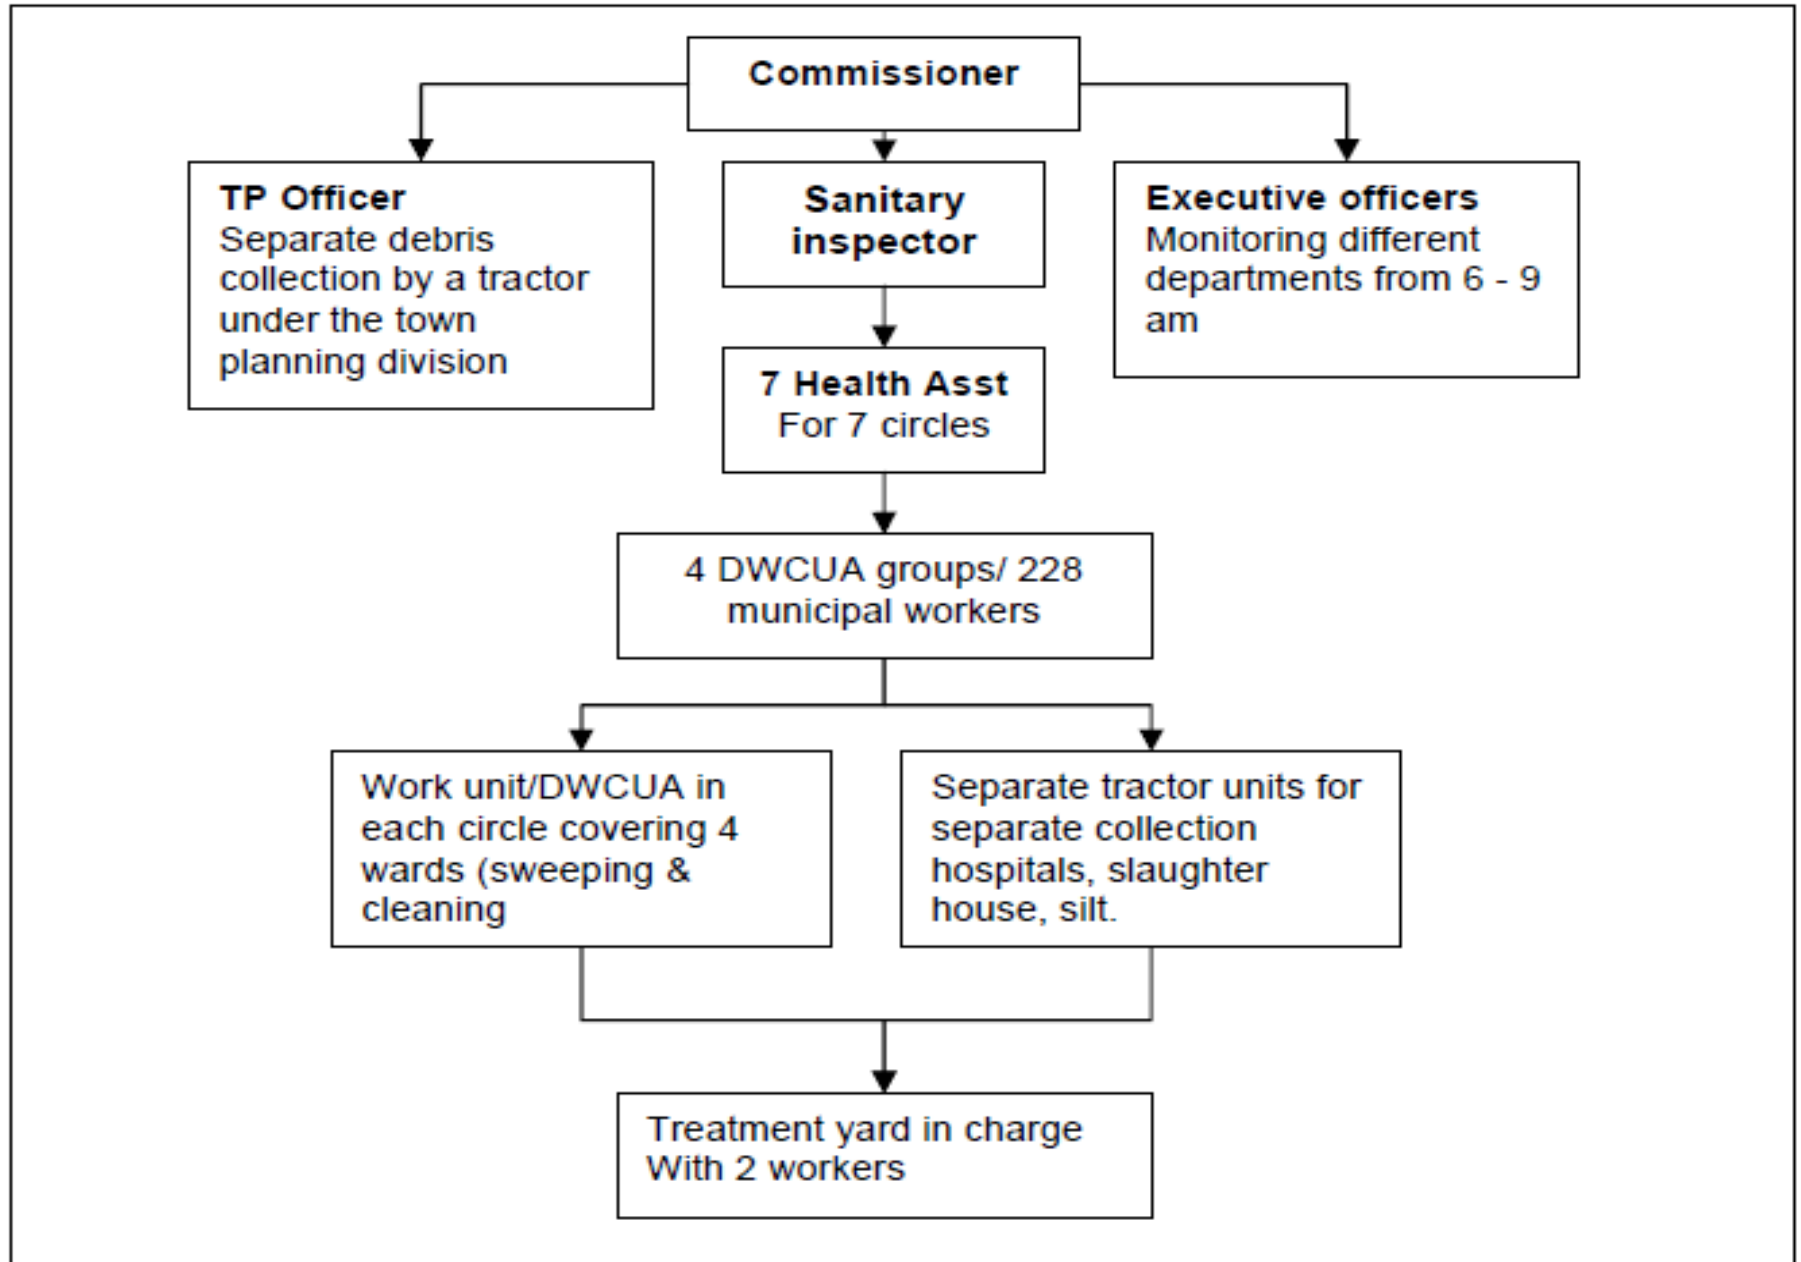 Commissioner
TP Officer
Separate debris
collection by a tractor
under the town
planning division
Sanitary
inspector
Executive officers
Monitoring different
departments from 6 - 9
am
7 Health Asst
For 7 circles
4 DWCUA groups/ 228
municipal workers
Work unit/DWCUA in
each circle covering 4
wards (sweeping &
cleaning
Separate tractor units for
separate collection
hospitals, slaughter
house, silt.
Treatment yard in charge
With 2 workers